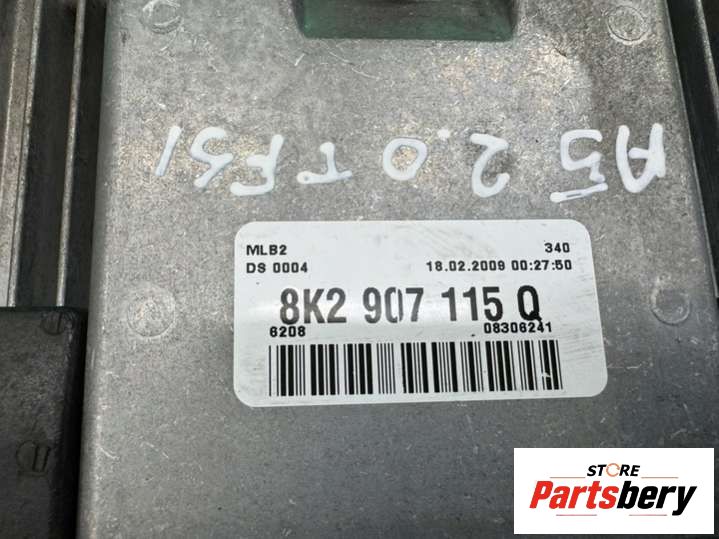 A5 2.0 TFSI
MLB2 340
DS 0004 18.02.2009 00:27:50
8K2 907 115 Q
6208 08306241
STORE
Partsbery